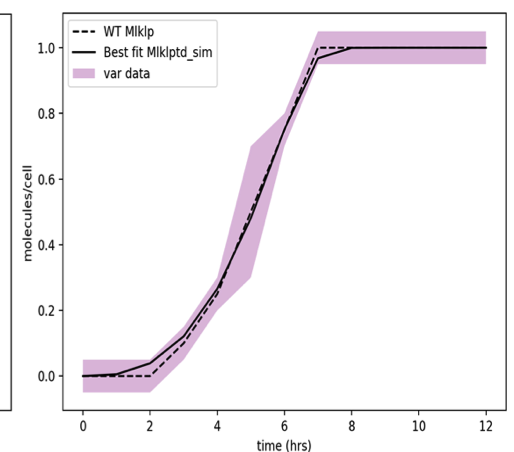 WT Mlklp
Best fit Mlklptd_sim
var data
1.0
0.8
0.6
0.4
0.2
0.0
molecules/cell
0 2 4 6 8 10 12
time (hrs)